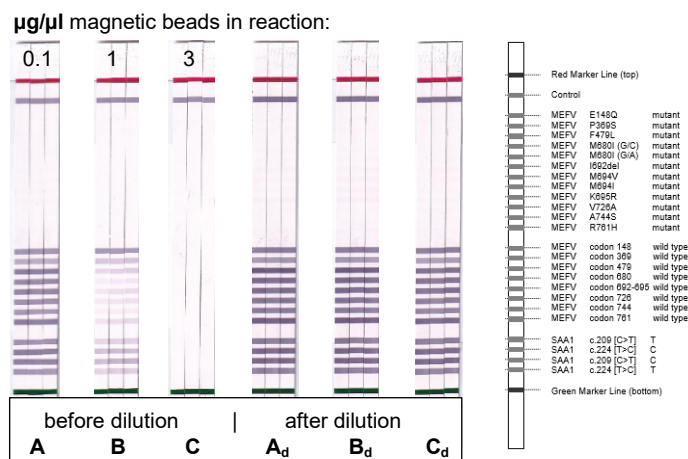 µg/µl magnetic beads in reaction:
0.1 1 3
Red Marker Line (top)
Control
MEFV E148Q mutant
MEFV P369S mutant
MEFV F479L mutant
MEFV M680I (G/C) mutant
MEFV M680I (G/A) mutant
MEFV I692del mutant
MEFV M694V mutant
MEFV M694I mutant
MEFV K695R mutant
MEFV V726A mutant
MEFV A744S mutant
MEFV R761H mutant
MEFV codon 148 wild type
MEFV codon 369 wild type
MEFV codon 479 wild type
MEFV codon 680 wild type
MEFV codon 692-695 wild type
MEFV codon 726 wild type
MEFV codon 744 wild type
MEFV codon 761 wild type
SAA1 c.209 [C>T] T
SAA1 c.224 [T>C] C
SAA1 c.209 [C>T] C
SAA1 c.224 [T>C] T
Green Marker Line (bottom)
before dilution | after dilution
A B C Ad Bd Cd